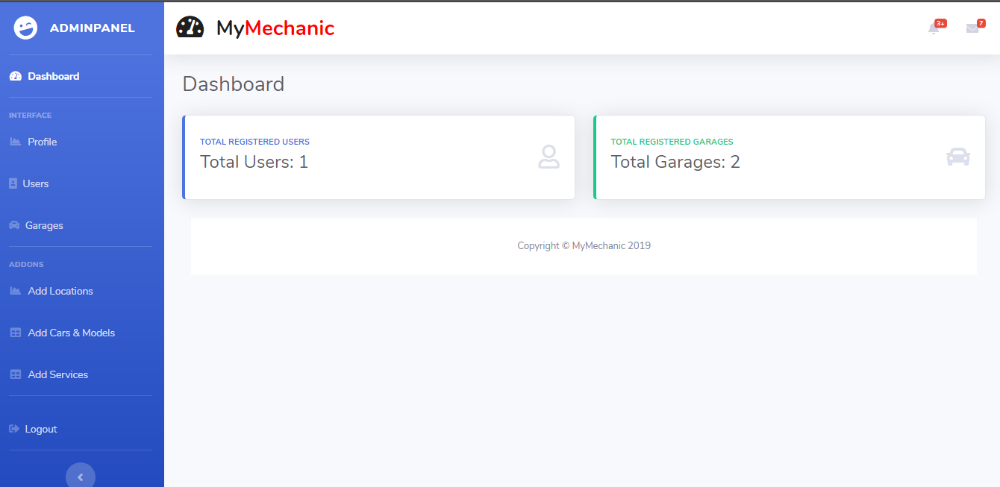 ADMINPANEL
MyMechanic
3+
7
Dashboard
INTERFACE
Profile
Users
Garages
ADDONS
Add Locations
Add Cars & Models
Add Services
Logout
Dashboard
TOTAL REGISTERED USERS
Total Users: 1
TOTAL REGISTERED GARAGES
Total Garages: 2
Copyright © MyMechanic 2019